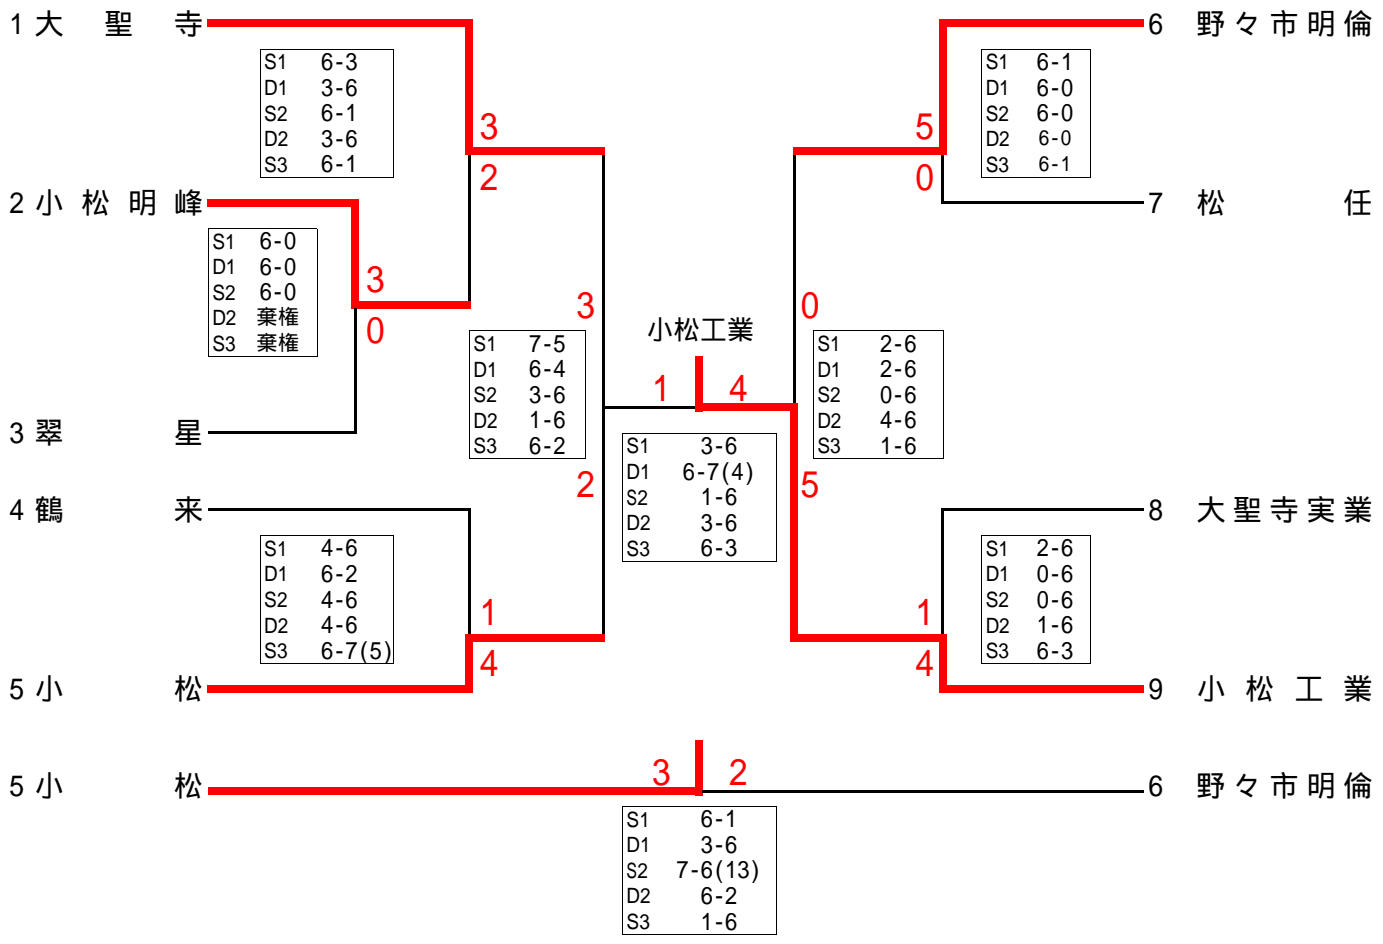 1 大聖寺
S1 6-3
D1 3-6
S2 6-1
D2 3-6
S3 6-1
3
2
2 小松明峰
S1 6-0
D1 6-0
S2 6-0
D2 棄権
S3 棄権
3
0
3 翠星
4 鶴来
S1 4-6
D1 6-2
S2 4-6
D2 4-6
S3 6-7(5)
1
4
5 小松
3
S1 7-5
D1 6-4
S2 3-6
D2 1-6
S3 6-2
2
小松工業
1 4
S1 3-6
D1 6-7(4)
S2 1-6
D2 3-6
S3 6-3
0
S1 2-6
D1 2-6
S2 0-6
D2 4-6
S3 1-6
5
6 野々市明倫
S1 6-1
D1 6-0
S2 6-0
D2 6-0
S3 6-1
5
0
7 松任
8 大聖寺実業
S1 2-6
D1 0-6
S2 0-6
D2 1-6
S3 6-3
1
4
9 小松工業
5 小松
3 2
6 野々市明倫
S1 6-1
D1 3-6
S2 7-6(13)
D2 6-2
S3 1-6